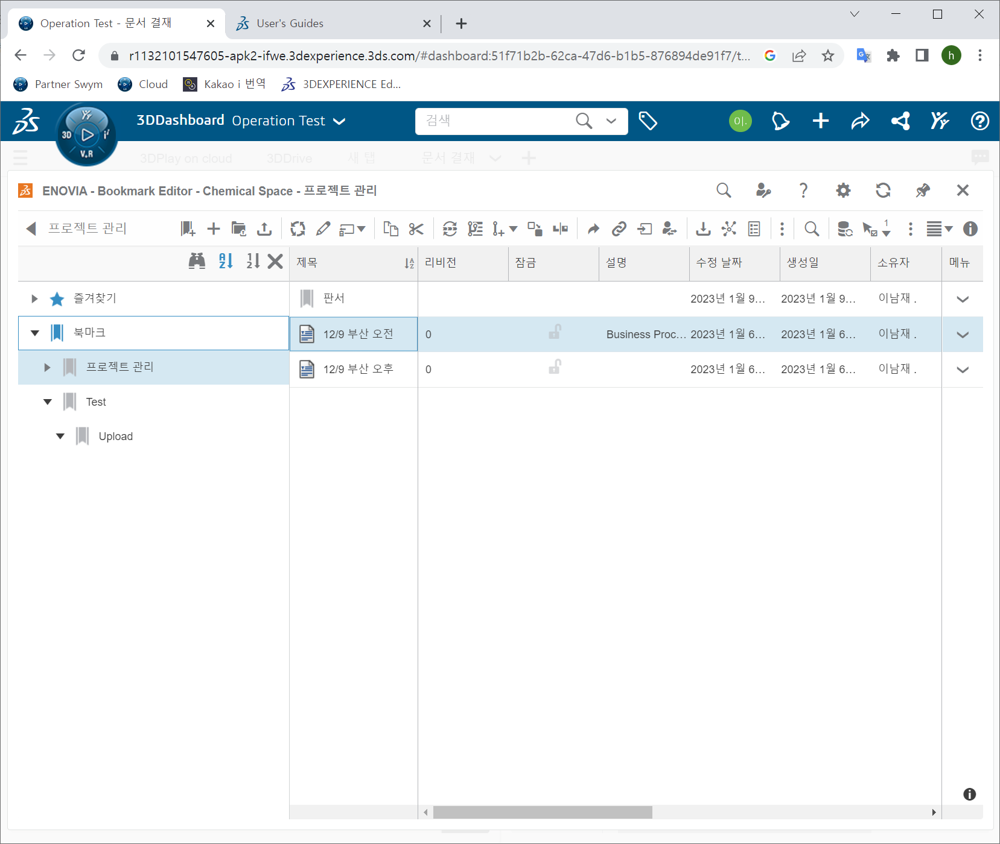 Operation Test - 문서 결재
User's Guides
r1132101547605-apk2-ifwe.3dexperience.3ds.com/#dashboard:51f71b2b-62ca-47d6-b1b5-876894de91f7/t...
h
Partner Swym
Cloud
Kakao i 번역
3DEXPERIENCE Ed...
3D
V.R
3DDashboard Operation Test
검색
이.
3DPlay on cloud
3DDrive
새 탭
문서 결재
ENOVIA - Bookmark Editor - Chemical Space - 프로젝트 관리
프로젝트 관리
1
제목
리비전
잠금
설명
수정 날짜
생성일
소유자
메뉴
즐겨찾기
북마크
프로젝트 관리
Test
Upload
판서
2023년 1월 9...
2023년 1월 9...
이남재 .
12/9 부산 오전
0
Business Proc...
2023년 1월 6...
2023년 1월 6...
이남재 .
12/9 부산 오후
0
2023년 1월 6...
2023년 1월 6...
이남재 .